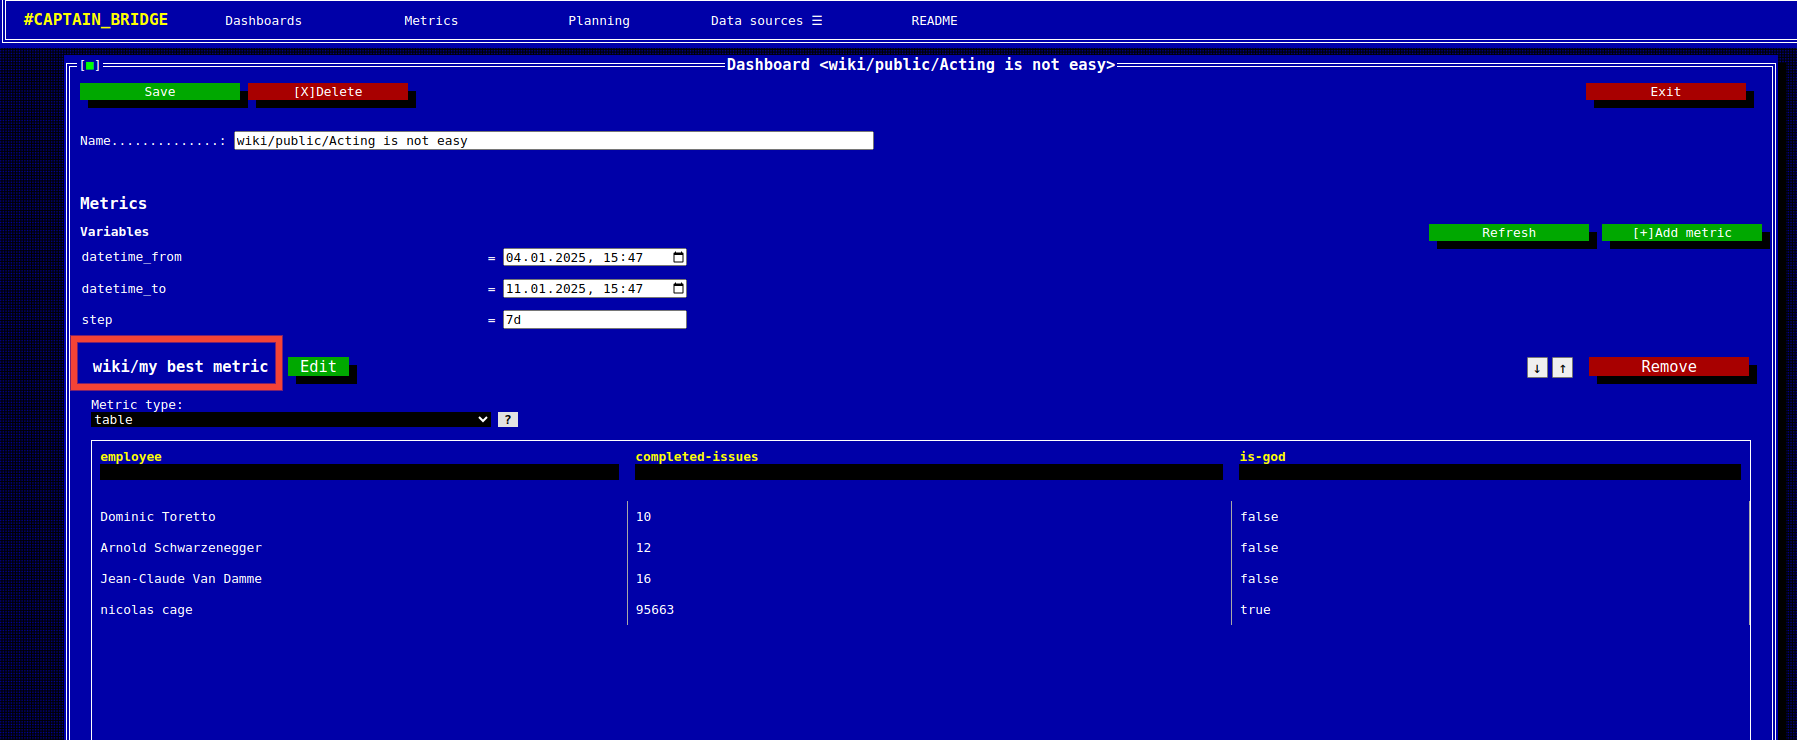 #CAPTAIN_BRIDGE Dashboards Metrics Planning Data sources ☰ README
[■] Dashboard <wiki/public/Acting is not easy>
Save [X]Delete Exit
Name..............: wiki/public/Acting is not easy
Metrics
Variables Refresh [+]Add metric
datetime_from = 04.01.2025, 15:47
datetime_to = 11.01.2025, 15:47
step = 7d
wiki/my best metric Edit ↓ ↑ Remove
Metric type:
table ?
employee completed-issues is-god
Dominic Toretto 10 false
Arnold Schwarzenegger 12 false
Jean-Claude Van Damme 16 false
nicolas cage 95663 true